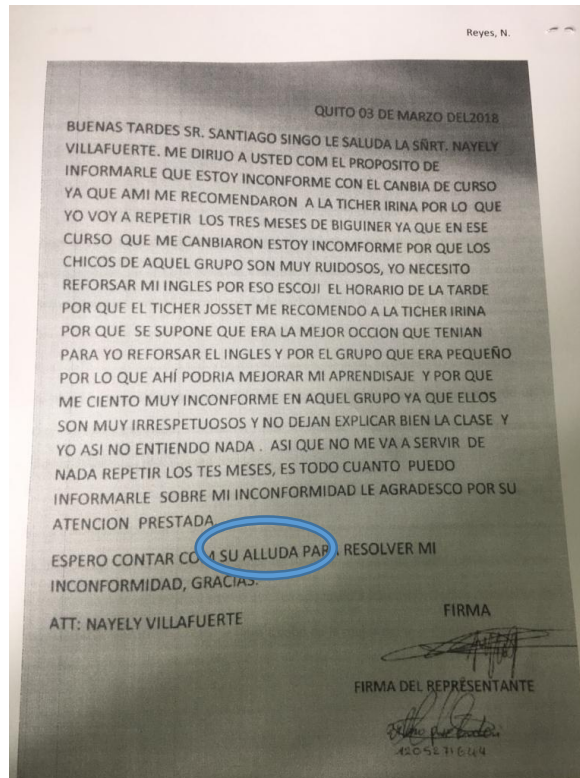 Reyes, N.
QUITO 03 DE MARZO DEL2018
BUENAS TARDES SR. SANTIAGO SINGO LE SALUDA LA SÑRT. NAYELY
VILLAFUERTE. ME DIRIJO A USTED COM EL PROPOSITO DE
INFORMARLE QUE ESTOY INCONFORME CON EL CANBIA DE CURSO
YA QUE AMI ME RECOMENDARON A LA TICHER IRINA POR LO QUE
YO VOY A REPETIR LOS TRES MESES DE BIGUINER YA QUE EN ESE
CURSO QUE ME CANBIARON ESTOY INCOMFORME POR QUE LOS
CHICOS DE AQUEL GRUPO SON MUY RUIDOSOS, YO NECESITO
REFORSAR MI INGLES POR ESO ESCOJI EL HORARIO DE LA TARDE
POR QUE EL TICHER JOSSET ME RECOMENDO A LA TICHER IRINA
POR QUE SE SUPONE QUE ERA LA MEJOR OCCION QUE TENIAN
PARA YO REFORSAR EL INGLES Y POR EL GRUPO QUE ERA PEQUEÑO
POR LO QUE AHÍ PODRIA MEJORAR MI APRENDISAJE Y POR QUE
ME CIENTO MUY INCONFORME EN AQUEL GRUPO YA QUE ELLOS
SON MUY IRRESPETUOSOS Y NO DEJAN EXPLICAR BIEN LA CLASE Y
YO ASI NO ENTIENDO NADA . ASI QUE NO ME VA A SERVIR DE
NADA REPETIR LOS TES MESES, ES TODO CUANTO PUEDO
INFORMARLE SOBRE MI INCONFORMIDAD LE AGRADESCO POR SU
ATENCION PRESTADA
ESPERO CONTAR COM SU ALLUDA PARA RESOLVER MI
INCONFORMIDAD, GRACIAS.
ATT: NAYELY VILLAFUERTE
FIRMA
FIRMA DEL REPRESENTANTE